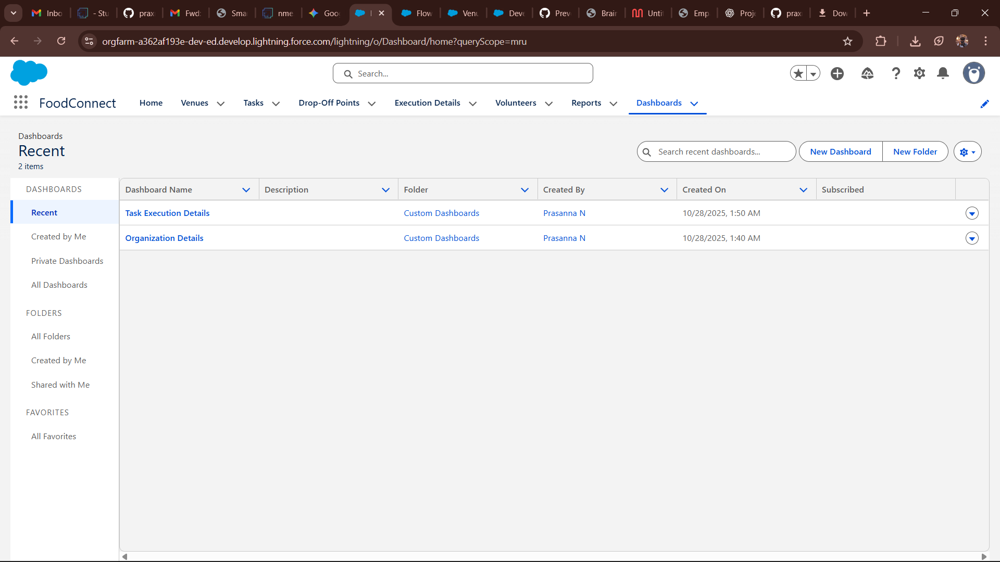 Inbo
- Stu
prax
Fwd:
Sma
nme
Goo
Flow
Venu
Deve
Prev
Brain
Unti
Emp
Proje
prax
Dow
orgfarm-a362af193e-dev-ed.develop.lightning.force.com/lightning/o/Dashboard/home?queryScope=mru
Search...
FoodConnect
Home
Venues
Tasks
Drop-Off Points
Execution Details
Volunteers
Reports
Dashboards
Dashboards
Recent
2 items
Search recent dashboards...
New Dashboard
New Folder
DASHBOARDS
Recent
Created by Me
Private Dashboards
All Dashboards
FOLDERS
All Folders
Created by Me
Shared with Me
FAVORITES
All Favorites
Dashboard Name Description Folder Created By Created On Subscribed
Task Execution Details Custom Dashboards Prasanna N 10/28/2025, 1:50 AM
Organization Details Custom Dashboards Prasanna N 10/28/2025, 1:40 AM